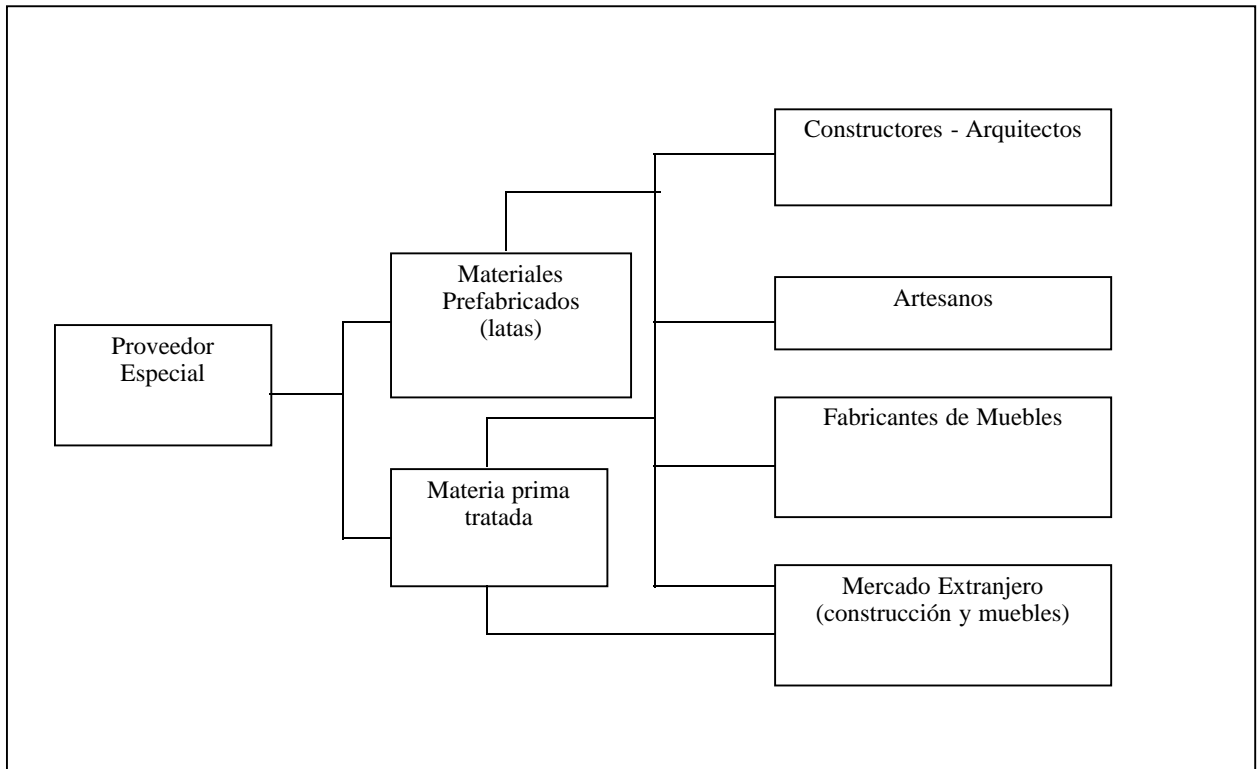 Proveedor
Especial
Materiales
Prefabricados
(latas)
Materia prima
tratada
Constructores - Arquitectos
Artesanos
Fabricantes de Muebles
Mercado Extranjero
(construcción y muebles)